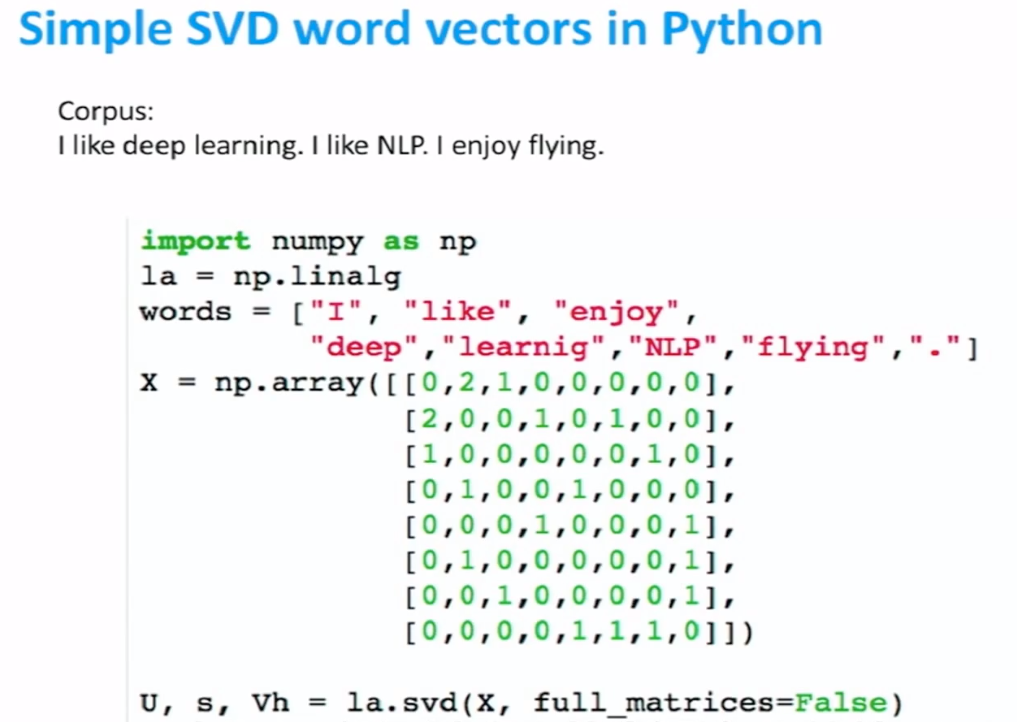 Simple SVD word vectors in Python
Corpus:
I like deep learning. I like NLP. I enjoy flying.
import numpy as np
la = np.linalg
words = ["I", "like", "enjoy",
"deep","learnig","NLP","flying","."]
X = np.array([[0,2,1,0,0,0,0,0],
[2,0,0,1,0,1,0,0],
[1,0,0,0,0,0,1,0],
[0,1,0,0,1,0,0,0],
[0,0,0,1,0,0,0,1],
[0,1,0,0,0,0,0,1],
[0,0,1,0,0,0,0,1],
[0,0,0,0,1,1,1,0]])
U, s, Vh = la.svd(X, full_matrices=False)